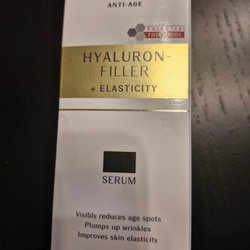 ANTI-AGE
HYALURON-
FILLER
+ ELASTICITY
SERUM
Visibly reduces age spots
Plumps up wrinkles
Improves skin elasticity